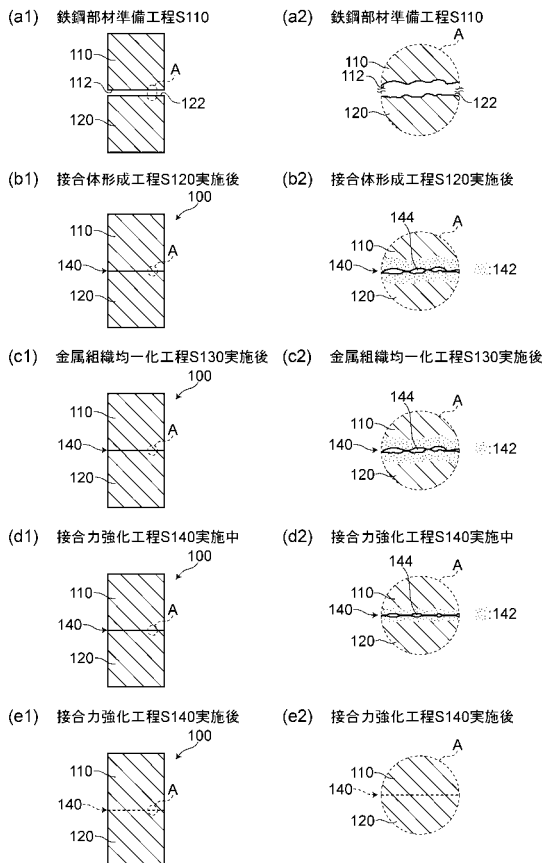 (a1) 鉄鋼部材準備工程S110
110
A
112
122
120
(a2) 鉄鋼部材準備工程S110
A
110
112
122
120
(b1) 接合体形成工程S120実施後
100
110
A
140
120
(b2) 接合体形成工程S120実施後
144
A
110
140
142
120
(c1) 金属組織均一化工程S130実施後
100
110
A
140
120
(c2) 金属組織均一化工程S130実施後
144
A
110
140
142
120
(d1) 接合力強化工程S140実施中
100
110
A
140
120
(d2) 接合力強化工程S140実施中
144
A
110
140
142
120
(e1) 接合力強化工程S140実施後
100
110
A
140
120
(e2) 接合力強化工程S140実施後
A
110
140
120